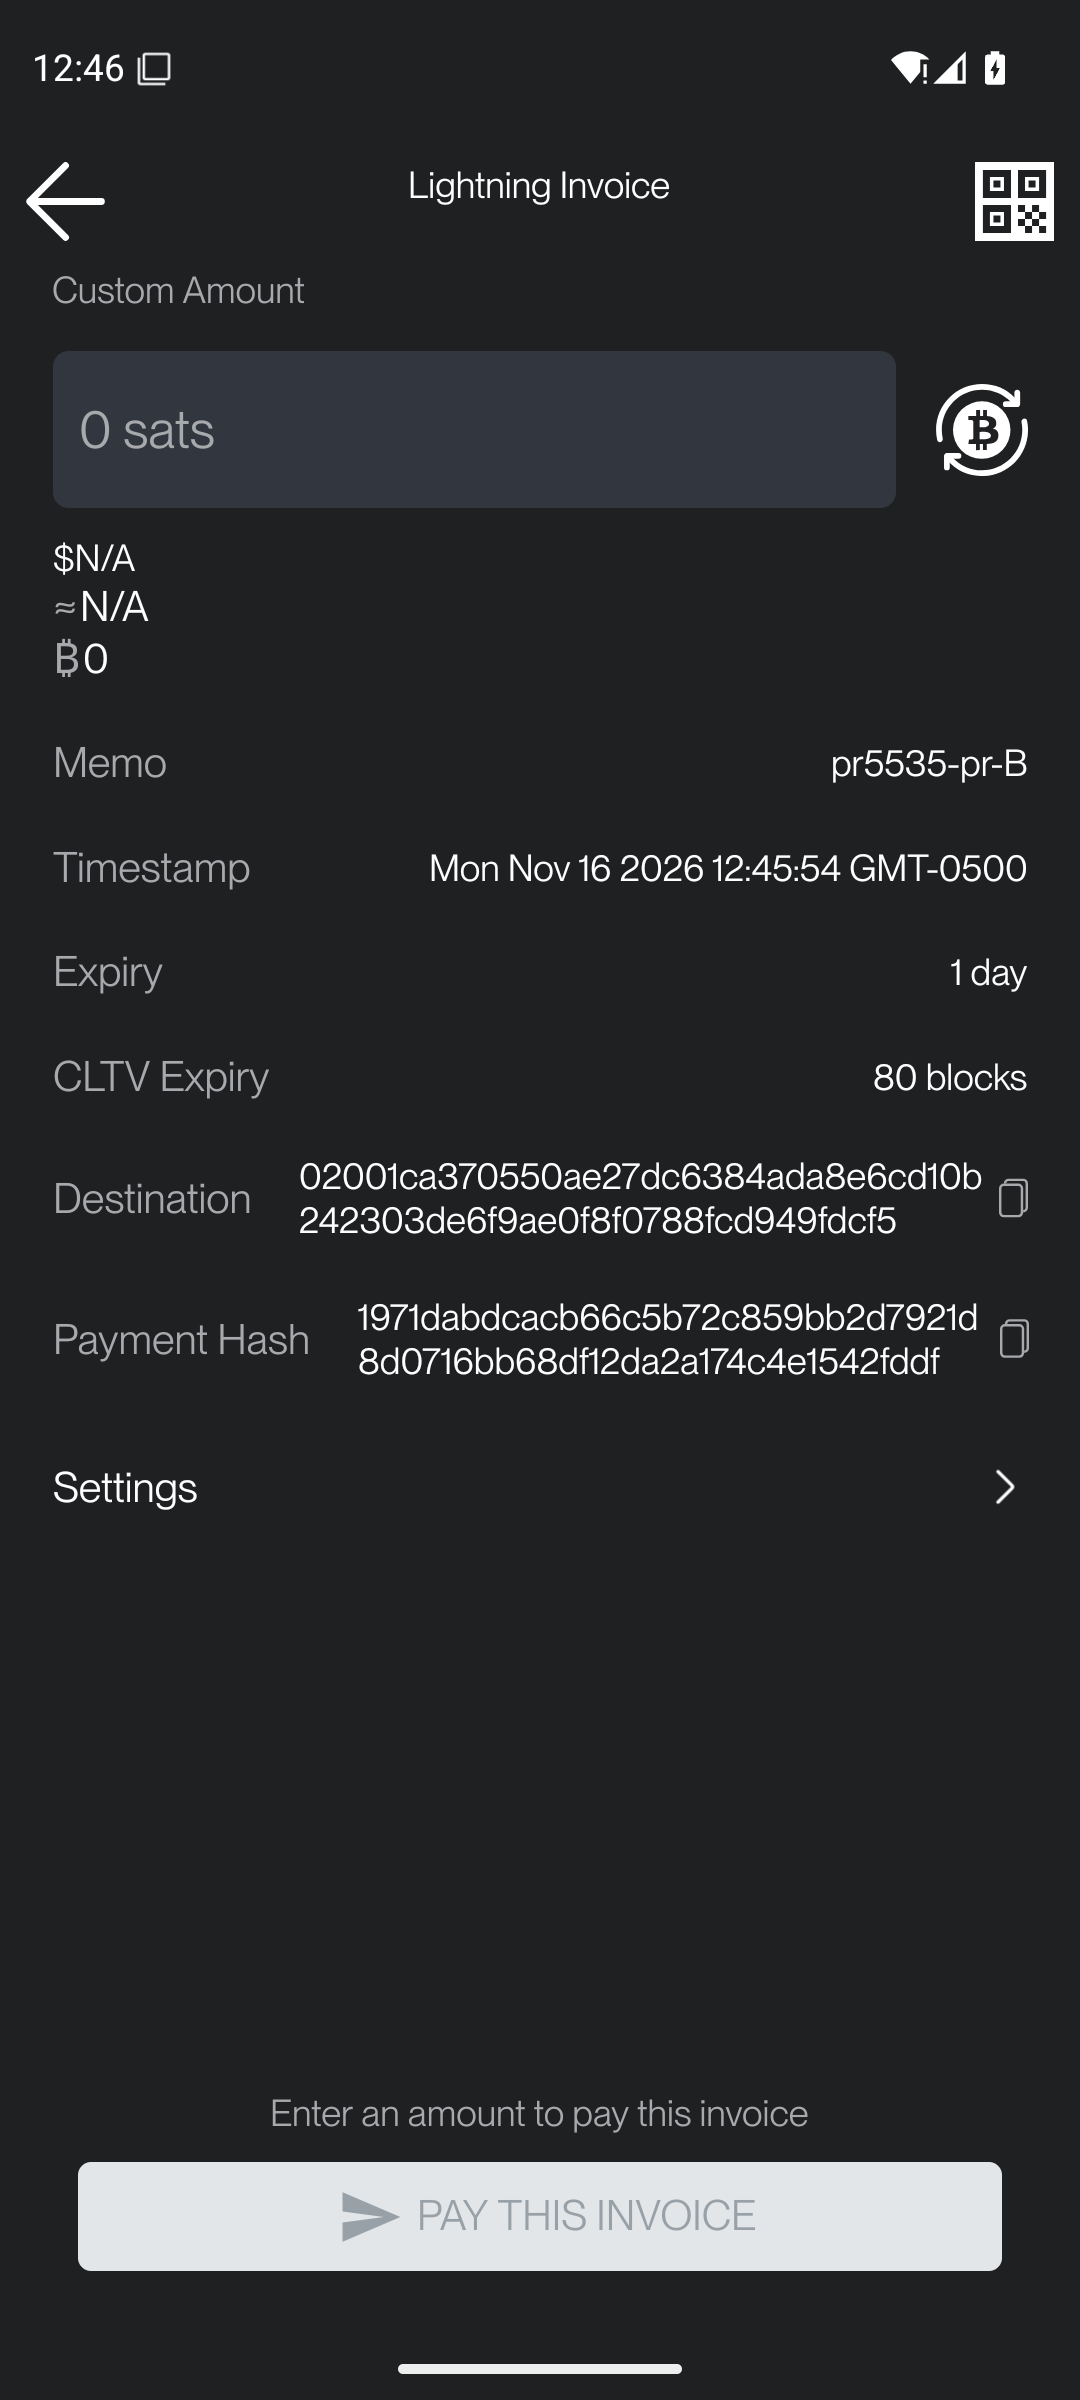 12:46
Lightning Invoice
Custom Amount
0 sats
$N/A
≈N/A
₿0
Memo pr5535-pr-B
Timestamp Mon Nov 16 2026 12:45:54 GMT-0500
Expiry 1 day
CLTV Expiry 80 blocks
Destination 02001ca370550ae27dc6384ada8e6cd10b
242303de6f9ae0f8f0788fcd949fdcf5
Payment Hash 1971dabdcacb66c5b72c859bb2d7921d
8d0716bb68df12da2a174c4e1542fddf
Settings
Enter an amount to pay this invoice
PAY THIS INVOICE